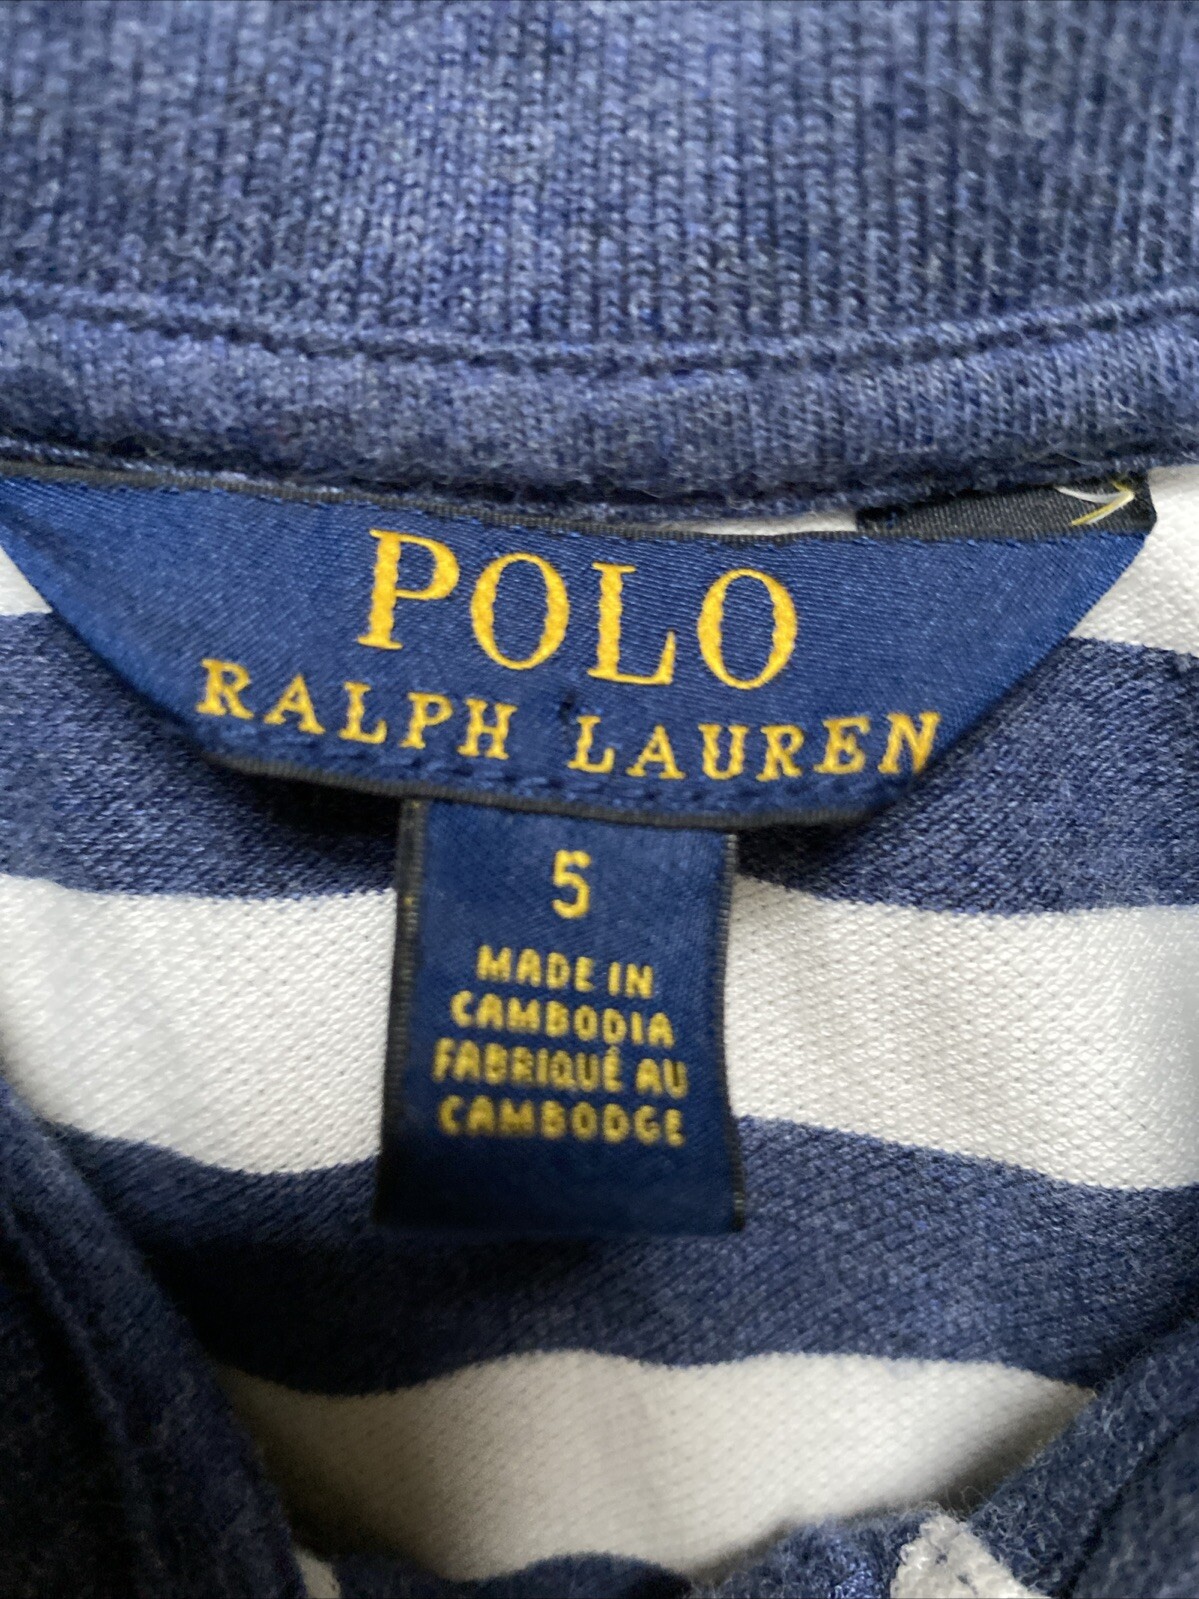 POLO
RALPH LAUREN
5
MADE IN
CAMBODIA
FABRIQUÉ AU
CAMBODGE